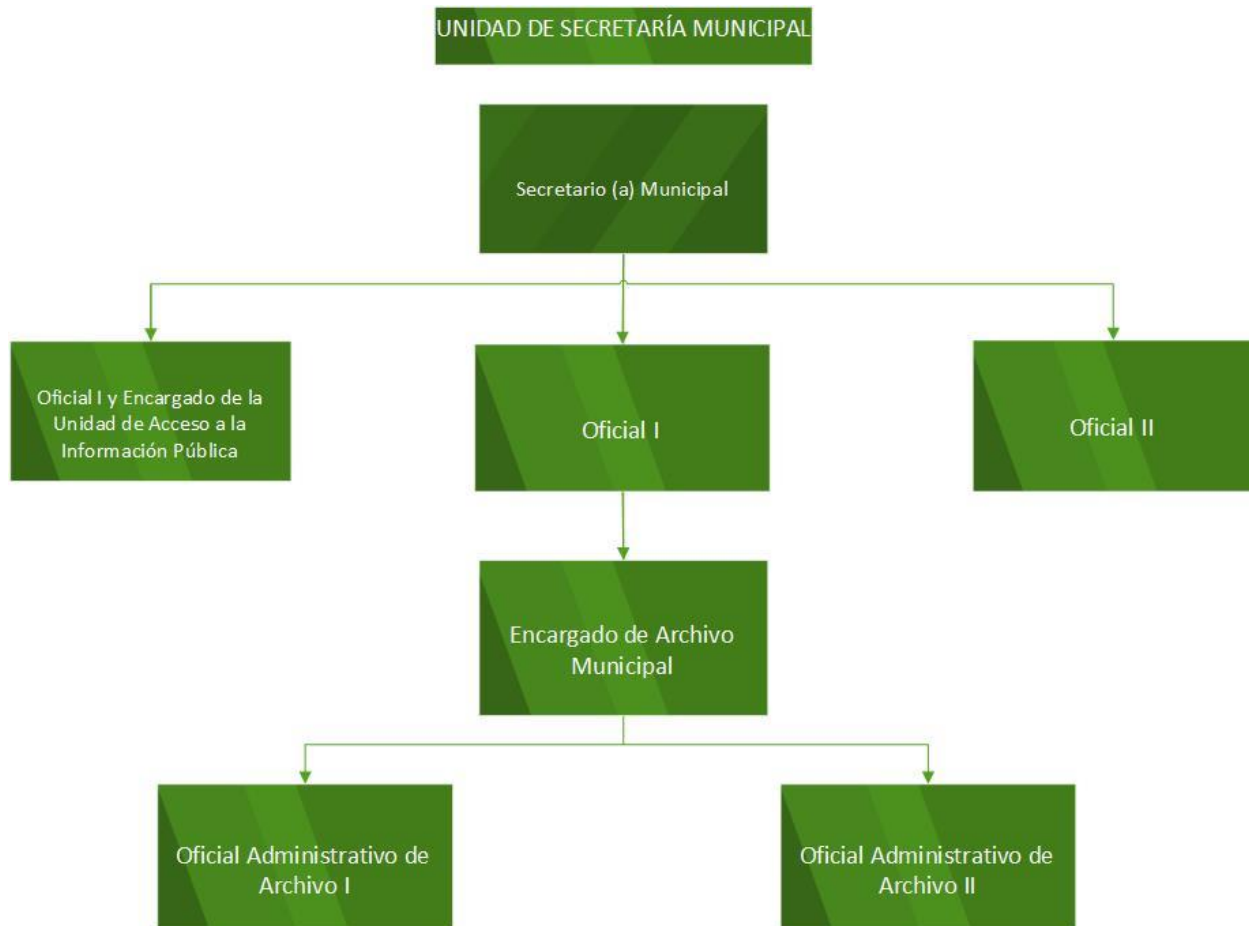 UNIDAD DE SECRETARÍA MUNICIPAL
Secretario (a) Municipal
Oficial I y Encargado de la
Unidad de Acceso a la
Información Pública
Oficial I
Oficial II
Encargado de Archivo
Municipal
Oficial Administrativo de
Archivo I
Oficial Administrativo de
Archivo II